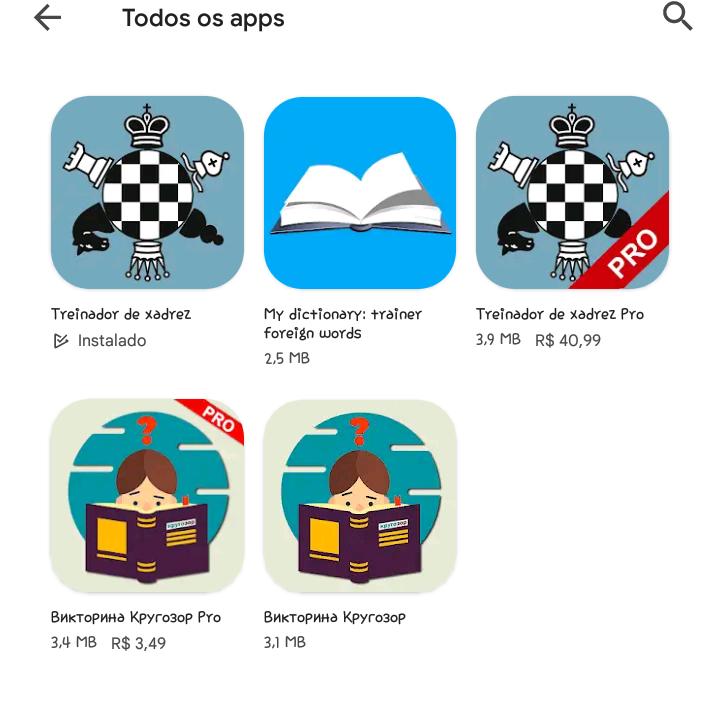 Todos os apps
PRO
Treinador de xadrez
Instalado
My dictionary: trainer
foreign words
2,5 MB
Treinador de xadrez Pro
3,9 MB R$ 40,99
?
PRO
кругозор
?
кругозор
Викторина Кругозор Pro
3,4 MB R$ 3,49
Викторина Кругозор
3,1 MB